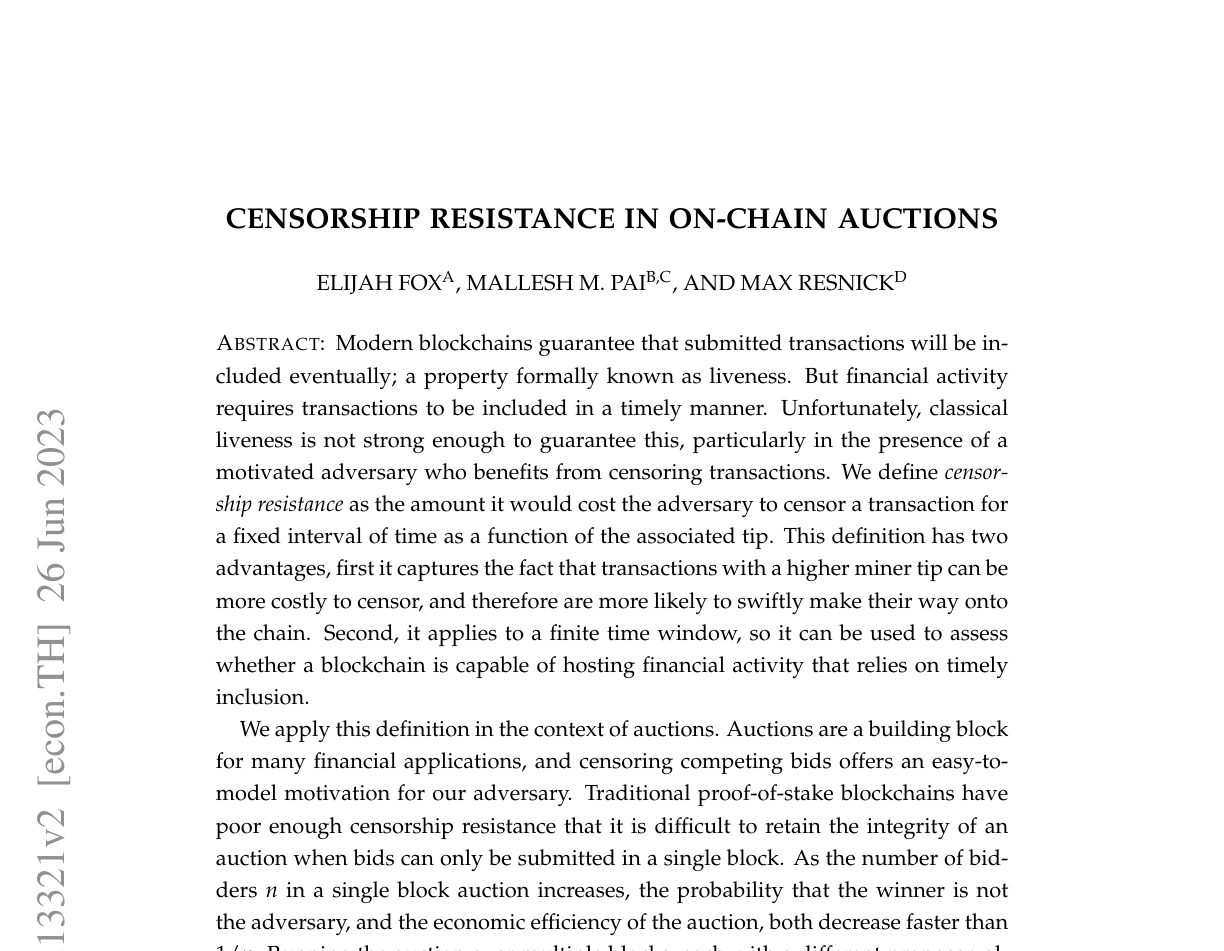 CENSORSHIP RESISTANCE IN ON-CHAIN AUCTIONS
ELIJAH FOXᴬ, MALLESH M. PAIᴮ,ᶜ, AND MAX RESNICKᴰ
ABSTRACT: Modern blockchains guarantee that submitted transactions will be in-
cluded eventually; a property formally known as liveness. But financial activity
requires transactions to be included in a timely manner. Unfortunately, classical
liveness is not strong enough to guarantee this, particularly in the presence of a
motivated adversary who benefits from censoring transactions. We define censor-
ship resistance as the amount it would cost the adversary to censor a transaction for
a fixed interval of time as a function of the associated tip. This definition has two
advantages, first it captures the fact that transactions with a higher miner tip can be
more costly to censor, and therefore are more likely to swiftly make their way onto
the chain. Second, it applies to a finite time window, so it can be used to assess
whether a blockchain is capable of hosting financial activity that relies on timely
inclusion.
We apply this definition in the context of auctions. Auctions are a building block
for many financial applications, and censoring competing bids offers an easy-to-
model motivation for our adversary. Traditional proof-of-stake blockchains have
poor enough censorship resistance that it is difficult to retain the integrity of an
auction when bids can only be submitted in a single block. As the number of bid-
ders n in a single block auction increases, the probability that the winner is not
the adversary, and the economic efficiency of the auction, both decrease faster than
13321v2 [econ.TH] 26 Jun 2023